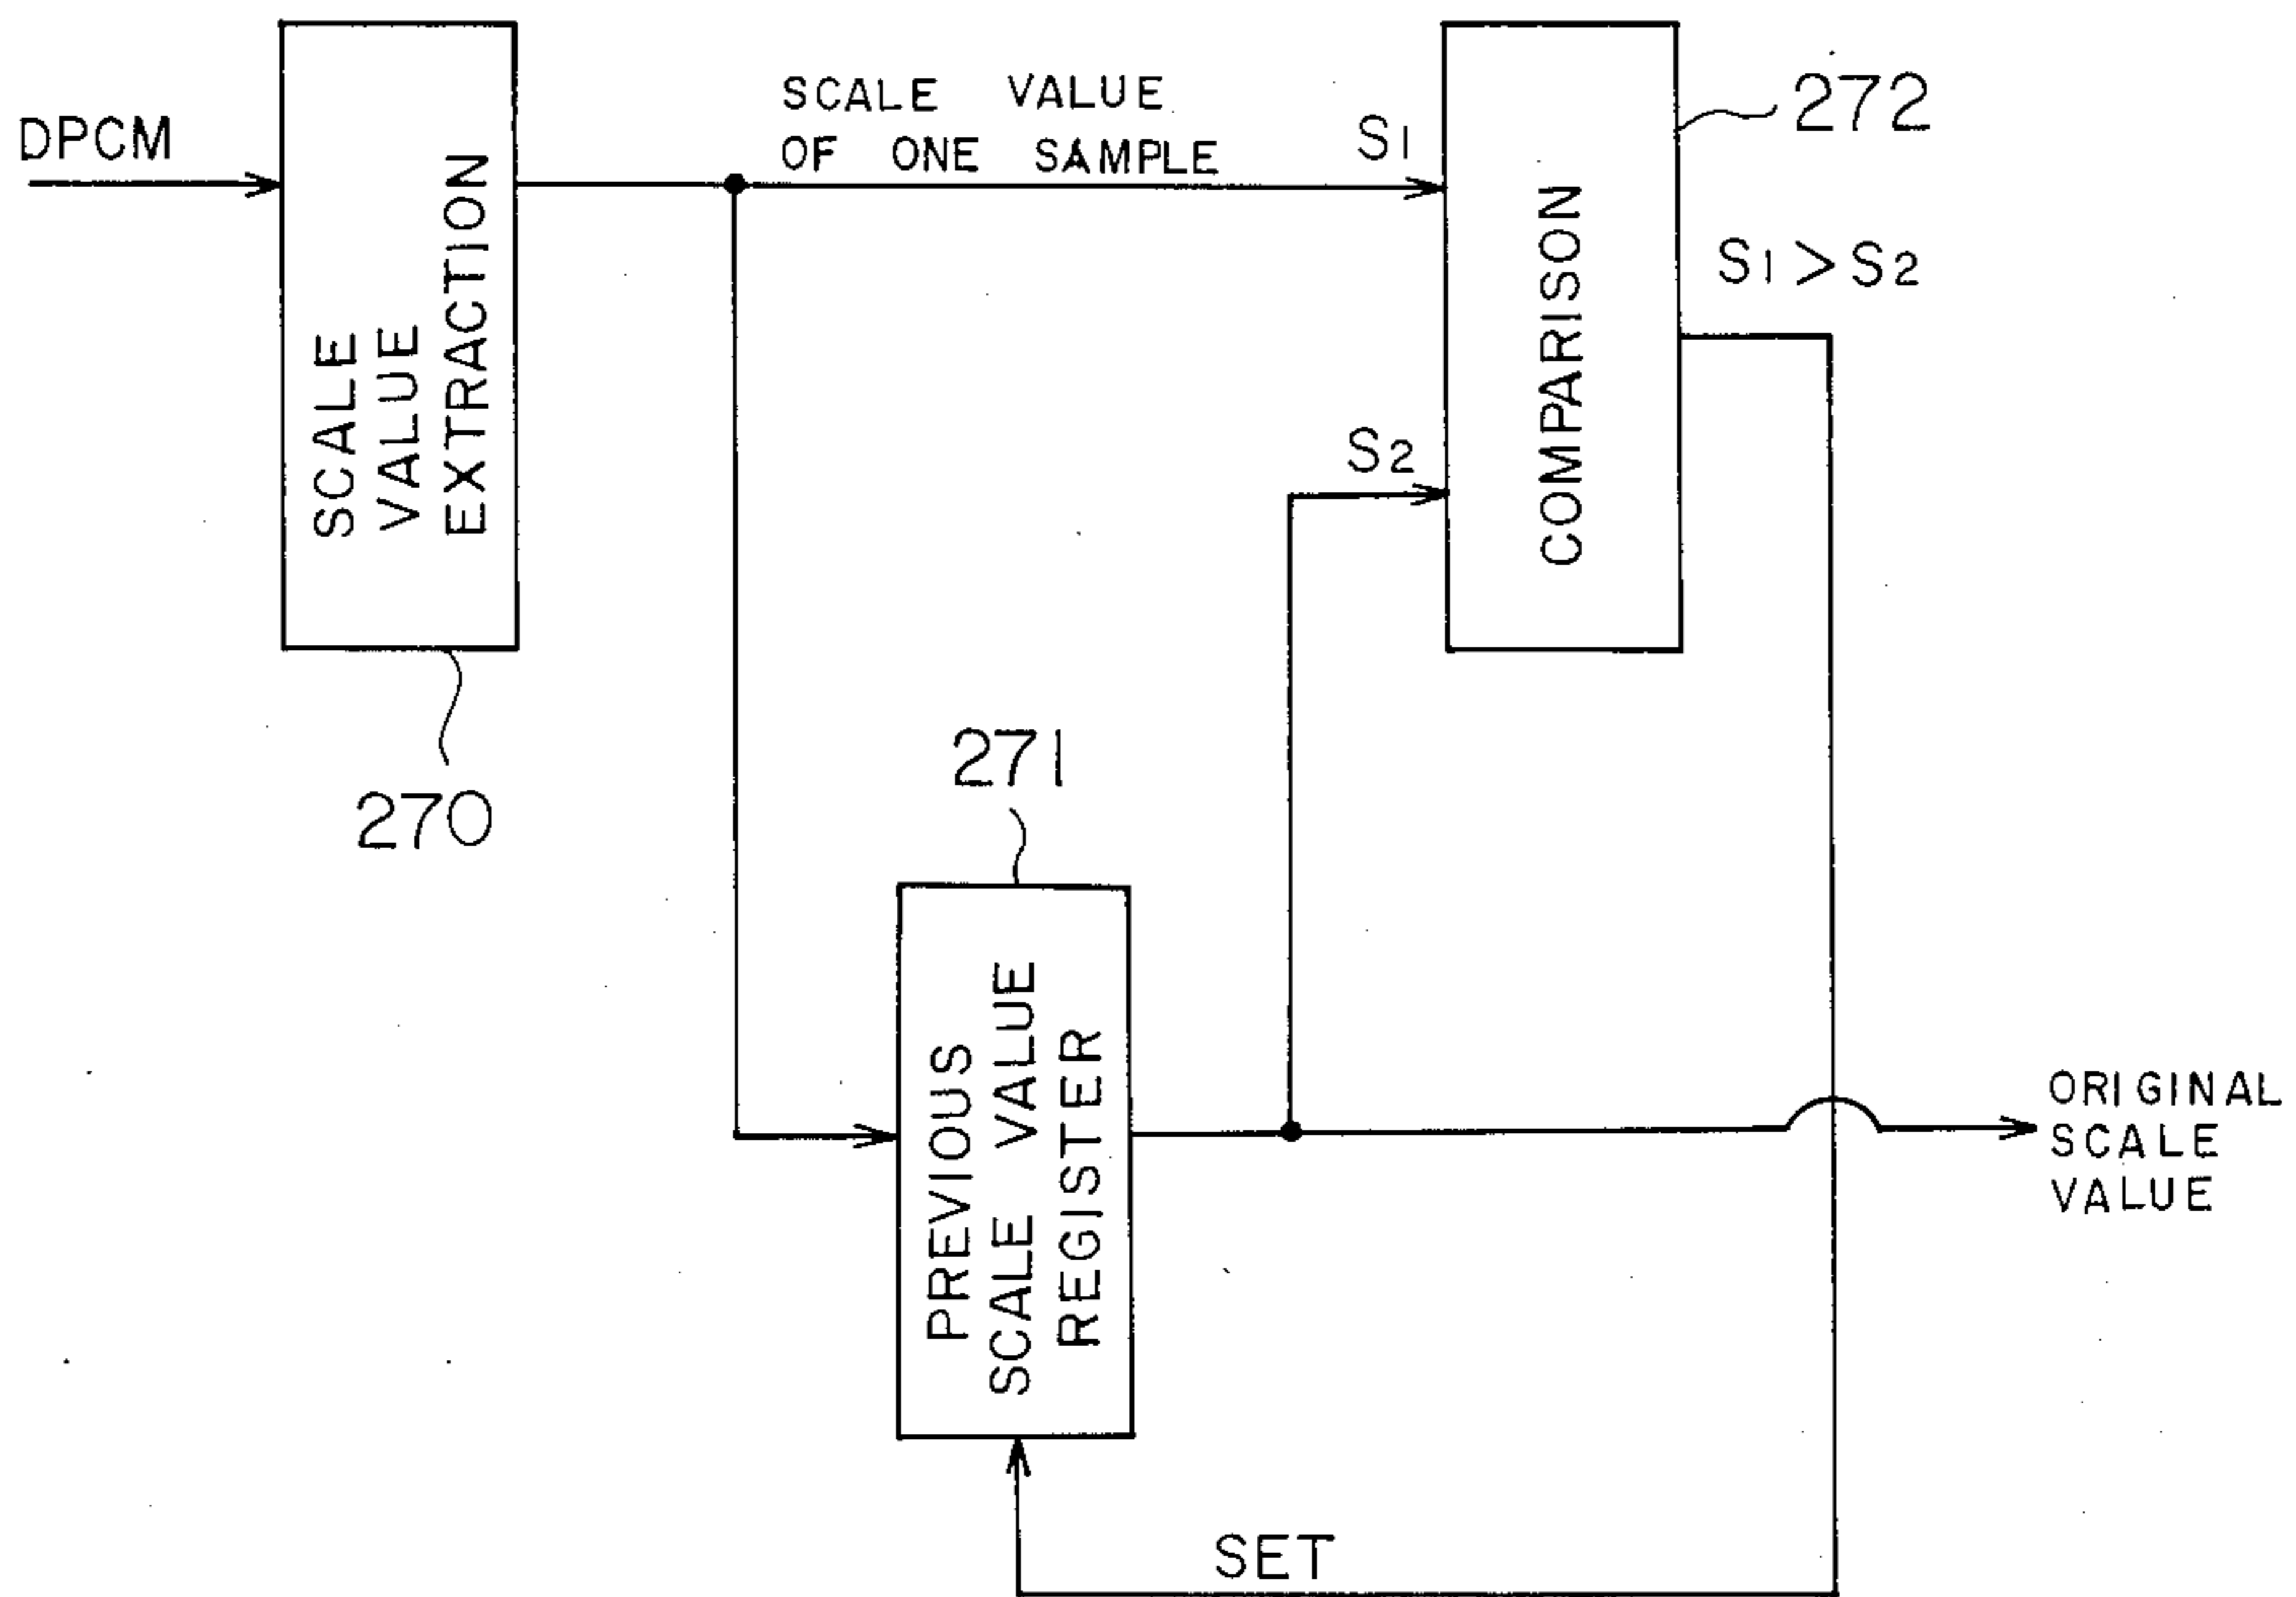 DPCM
SCALE
VALUE
EXTRACTION
270
SCALE VALUE
OF ONE SAMPLE
S1
S2
COMPARISON
272
S1 > S2
271
PREVIOUS
SCALE VALUE
REGISTER
ORIGINAL
SCALE
VALUE
SET